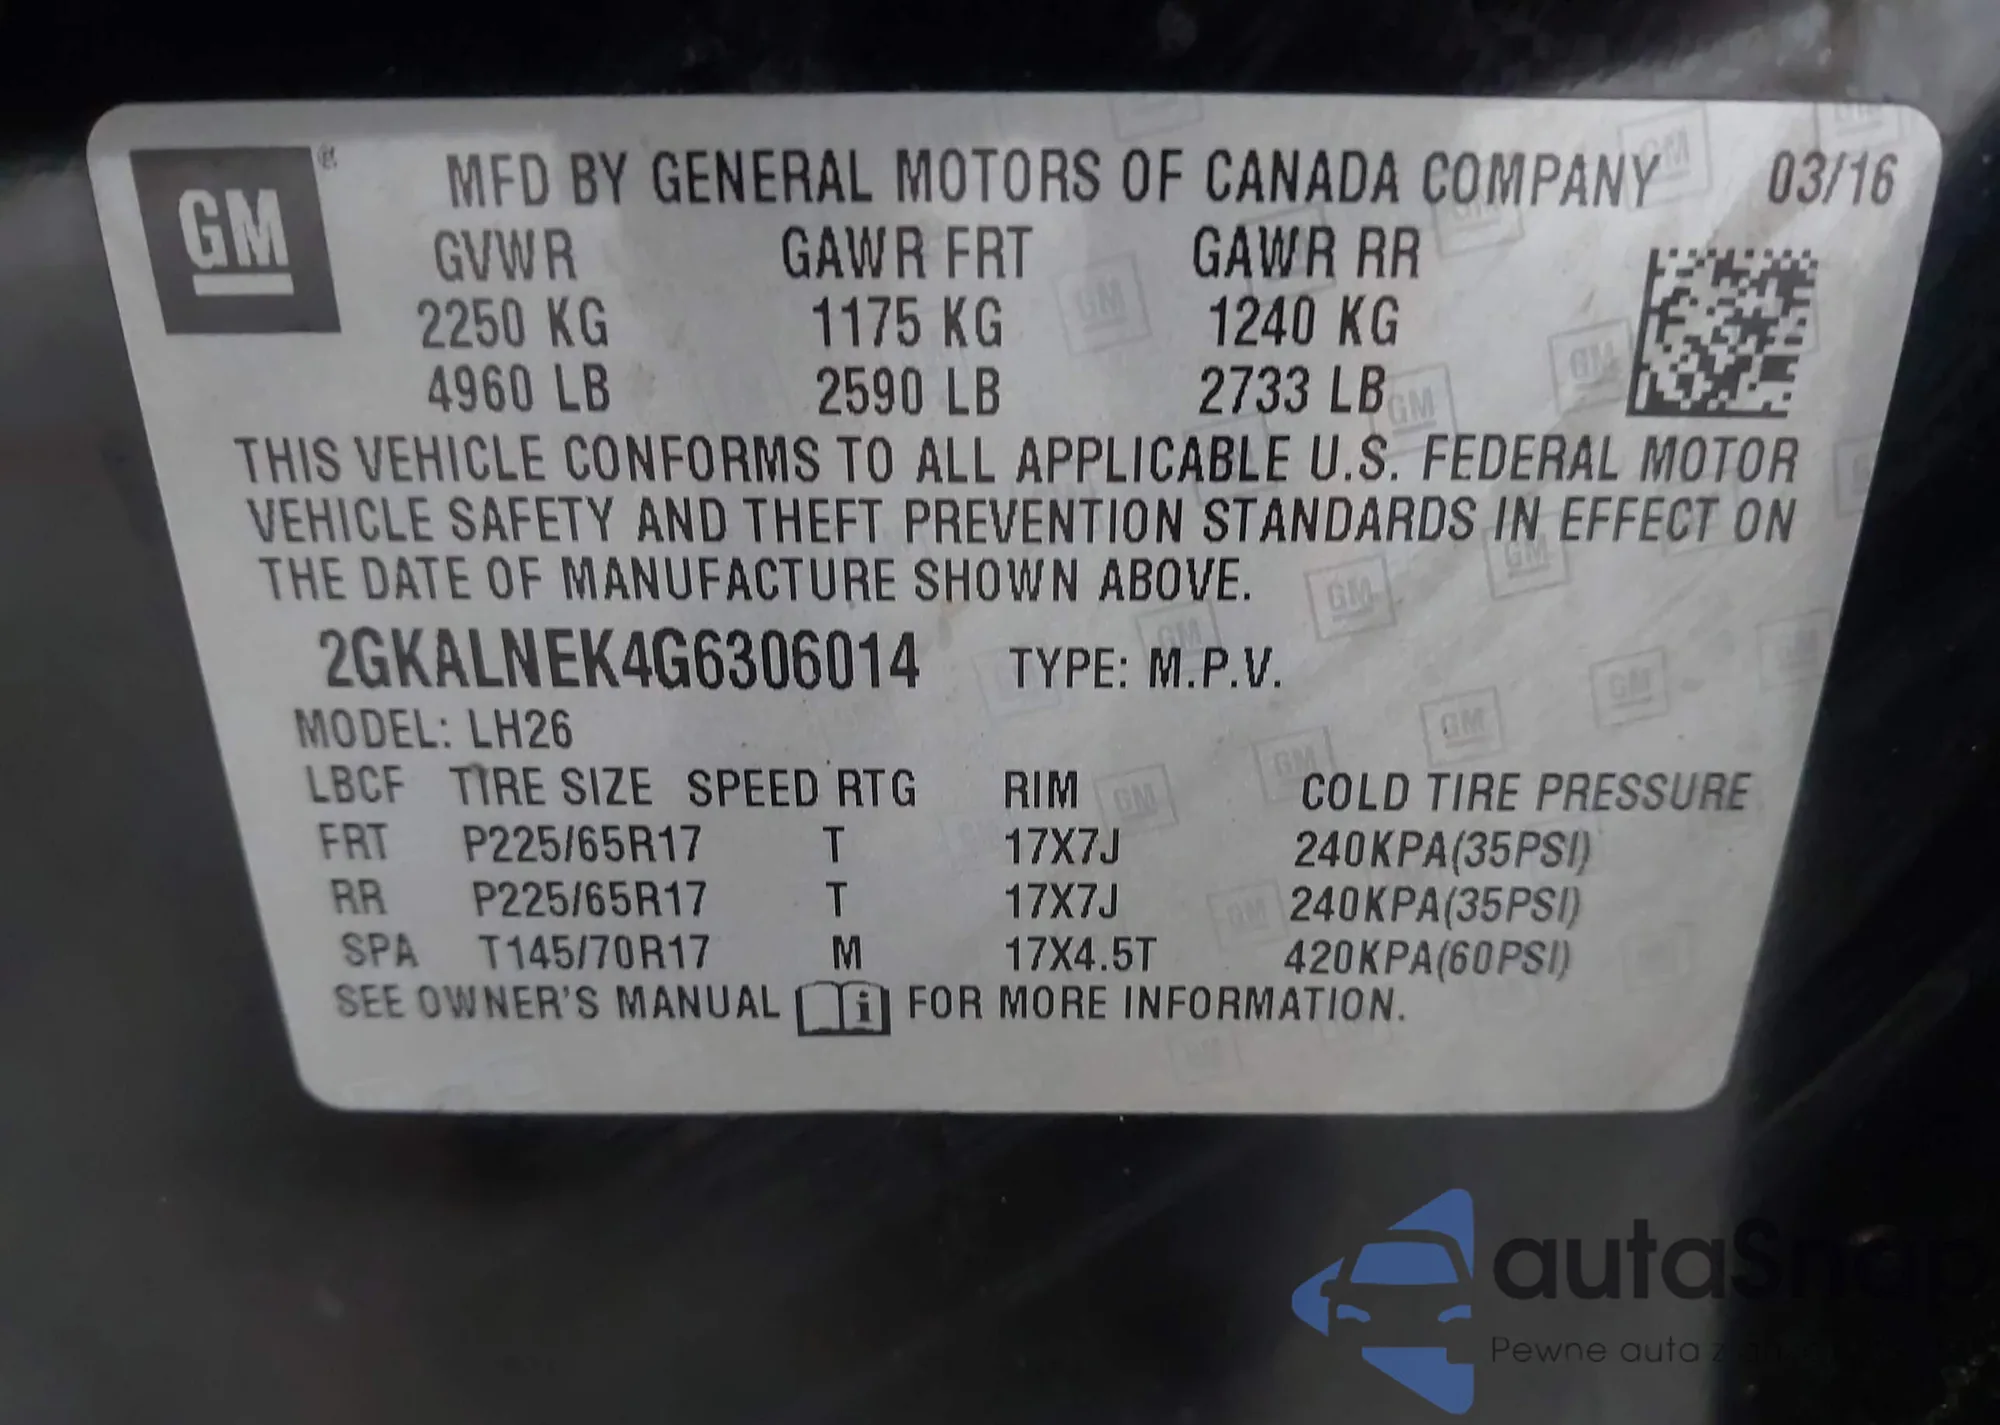 GM ® MFD BY GENERAL MOTORS OF CANADA COMPANY 03/16
GVWR GAWR FRT GAWR RR
2250 KG 1175 KG 1240 KG
4960 LB 2590 LB 2733 LB
THIS VEHICLE CONFORMS TO ALL APPLICABLE U.S. FEDERAL MOTOR
VEHICLE SAFETY AND THEFT PREVENTION STANDARDS IN EFFECT ON
THE DATE OF MANUFACTURE SHOWN ABOVE.
2GKALNEK4G6306014 TYPE: M.P.V.
MODEL: LH26
LBCF TIRE SIZE SPEED RTG RIM COLD TIRE PRESSURE
FRT P225/65R17 T 17X7J 240KPA(35PSI)
RR P225/65R17 T 17X7J 240KPA(35PSI)
SPA T145/70R17 M 17X4.5T 420KPA(60PSI)
SEE OWNER'S MANUAL i FOR MORE INFORMATION.
autaSnap
Pewne auta z